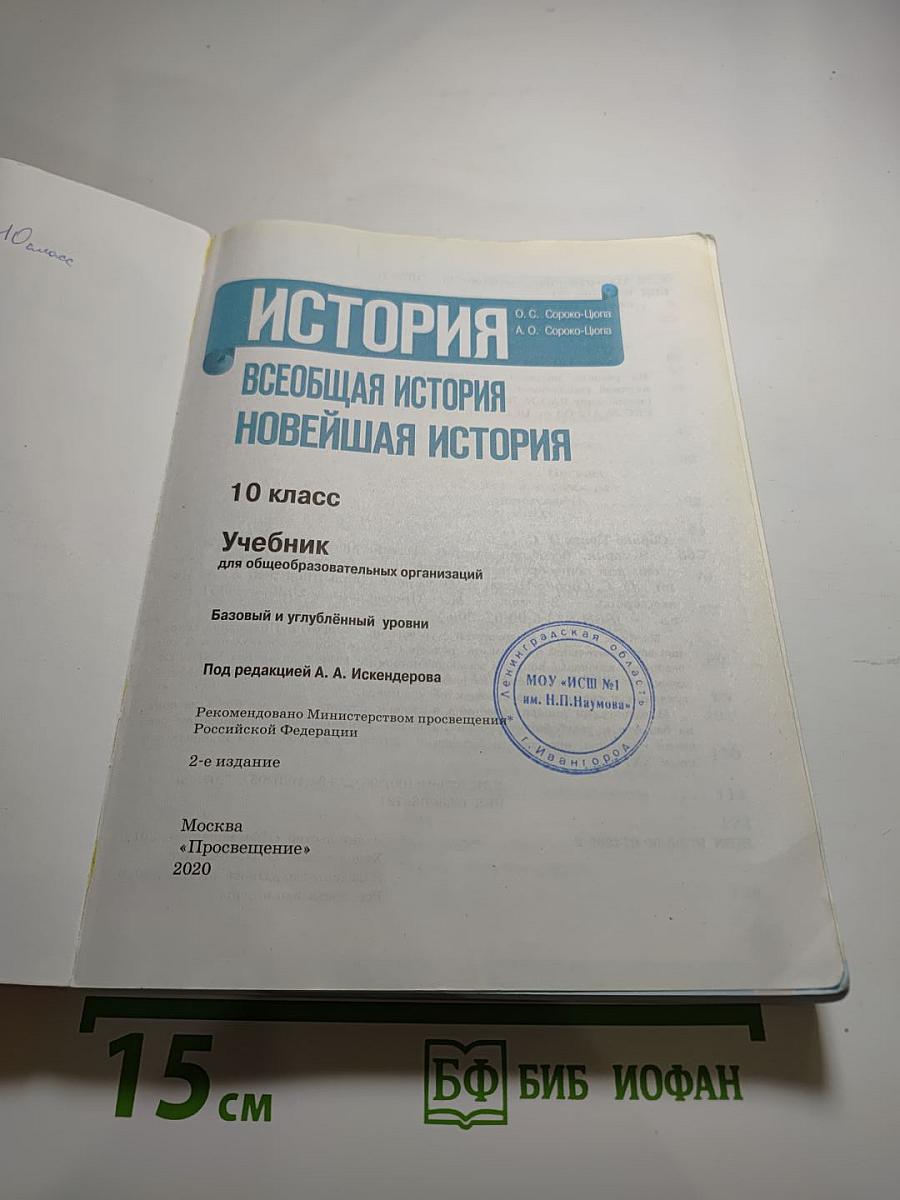 10 класс
ИСТОРИЯ
О. С. Сороко-Цюпа
А. О. Сороко-Цюпа
ВСЕОБЩАЯ ИСТОРИЯ
НОВЕЙШАЯ ИСТОРИЯ
10 класс
Учебник
для общеобразовательных организаций
Базовый и углублённый уровни
Под редакцией А. А. Искендерова
Ленинградская область
МОУ «ИСШ №1
им. Н.П.Наумова»
г.Ивангород
Рекомендовано Министерством просвещения
Российской Федерации
2-е издание
Москва
«Просвещение»
2020
15 см
БФ БИБ ИОФАН